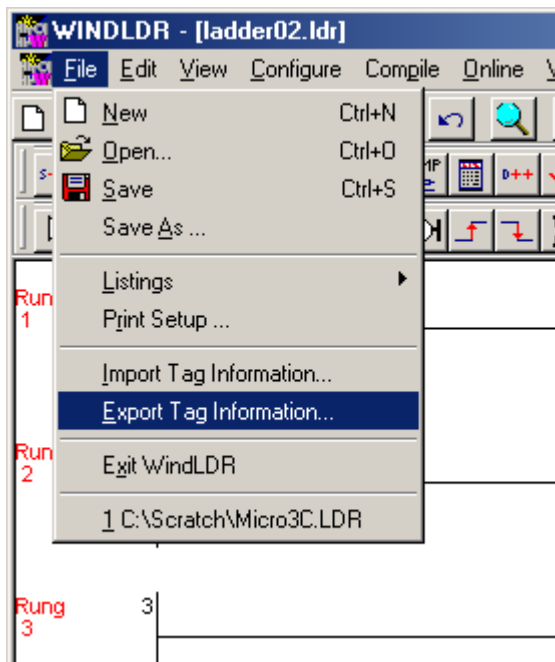 WINDLDR - [ladder02.ldr]
File Edit View Configure Compile Online
New Ctrl+N
Open... Ctrl+O
Save Ctrl+S
Save As ...
Listings
Print Setup ...
Import Tag Information...
Export Tag Information...
Exit WindLDR
1 C:\Scratch\Micro3C.LDR
D++
Run
1
Run
2
Rung 3
3